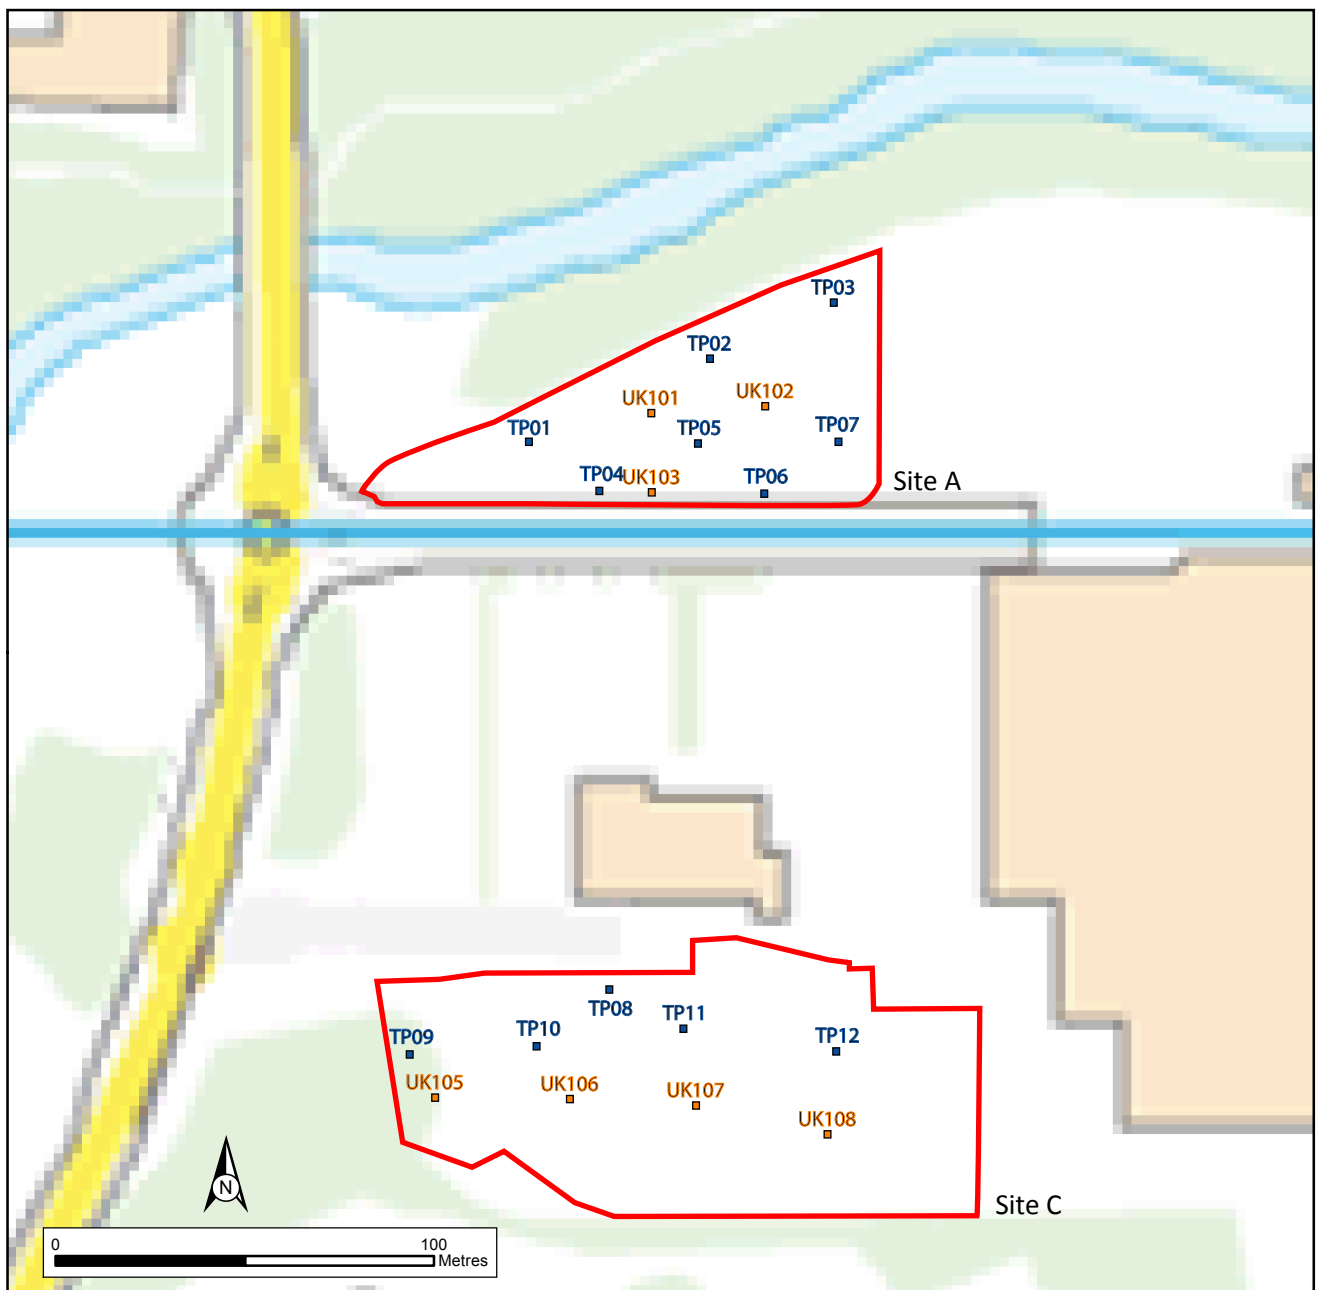 TP03
TP02
UK102
UK101
TP07
TP01
TP05
TP04
UK103
TP06
Site A
TP08
TP11
TP10
TP12
TP09
UK105
UK106
UK107
UK108
N
Site C
0
100
Metres